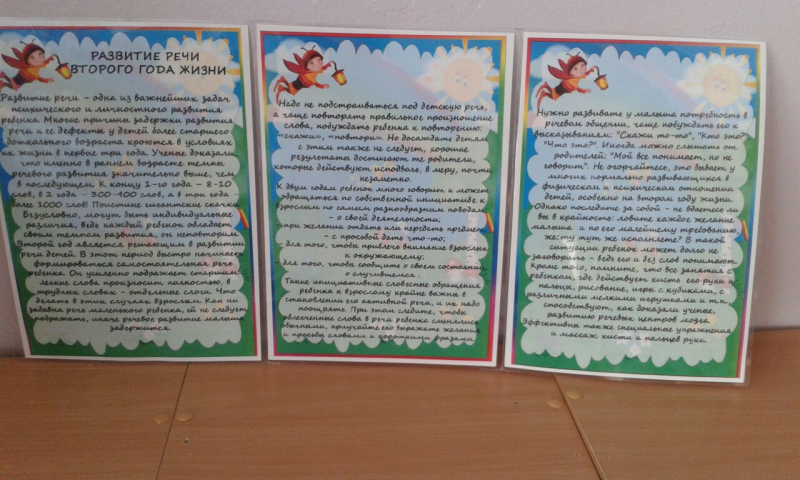 РАЗВИТИЕ РЕЧИ
ВТОРОГО ГОДА ЖИЗНИ
Развитие речи - одна из важнейших задач
психического и личностного развития
ребенка. Многие причины задержки развития
речи и ее дефекты у детей более старшего
дошкольного возраста кроются в условиях
их жизни в первые три года. Ученые доказали,
что именно в раннем возрасте темпы
речевого развития значительно выше, чем
в последующем. К концу 1-го года – 8-10
слов, в 2 года – 300-400 слов, а в три года –
более 1000 слов! Поистине гигантские скачки.
Безусловно, могут быть индивидуальные
различия, ведь каждый ребенок обладает
своим темпом развития, он неповторим.
Второй год является решающим в развитии
речи детей. В этот период быстро начинает
формироваться самостоятельная речь
ребенка. Он усиленно подражает старшим:
легкие слова произносит полностью, в
трудных словах - отдельные слоги. Что
делать в этих случаях взрослым. Как ни
забавна речь маленького ребенка, ей не следует
подражать, иначе речевое развитие малыша
задержится.
Надо не подстраиваться под детскую речь,
а чаще повторять правильное произношение
слова, побуждать ребенка к повторению:
«скажи», «повтори». Но досаждать детям
с этим также не следует, хорошие
результаты достигают те родители,
которые действуют исподволь, в меру, почти
незаметно.
К двум годам ребенок много говорит и может
обращаться по собственной инициативе к
взрослым по самым разнообразным поводам:
- о своей деятельности;
- при желании отдать или передать предмет
- с просьбой дать что-то;
- для того, чтобы привлечь внимание взрослых
к окружающему;
- для того, чтобы сообщить о своем состоянии
о случившемся.
Такие инициативные словесные обращения
ребенка к взрослому крайне важны в
становлении его активной речи, и их надо
поощрять. При этом следите, чтобы
облегченные слова в речи ребенка сменялись
обычными, приучайте его выражать желания
и просьбы словами и короткими фразами.
Нужно развивать у малыша потребность в
речевом общении, чаще побуждать его к
высказываниям: "Скажи то-то", "Кто это?",
"Что это?". Иногда можно слышать от
родителей: "Мой все понимает, но не
говорит". Не огорчайтесь, это бывает у
многих нормально развивающихся в
физическом и психическом отношении
детей, особенно на втором году жизни.
Однако последите за собой - не вдаетесь ли
вы в крайность: ловите каждое желание
малыша и по его малейшему требованию,
жесту тут же исполняете? В такой
ситуации ребенок может долго не
заговорить - ведь его и без слов понимают.
Кроме того, помните, что все занятия с
ребенком, где действует кисть его руки и
пальцы, рисование, игры с кубиками, с
различными мелкими игрушками и т.п.
способствуют, как доказали ученые,
развитию речевых центров мозга.
Эффективны также специальные упражнения
и массаж кисти и пальцев руки.